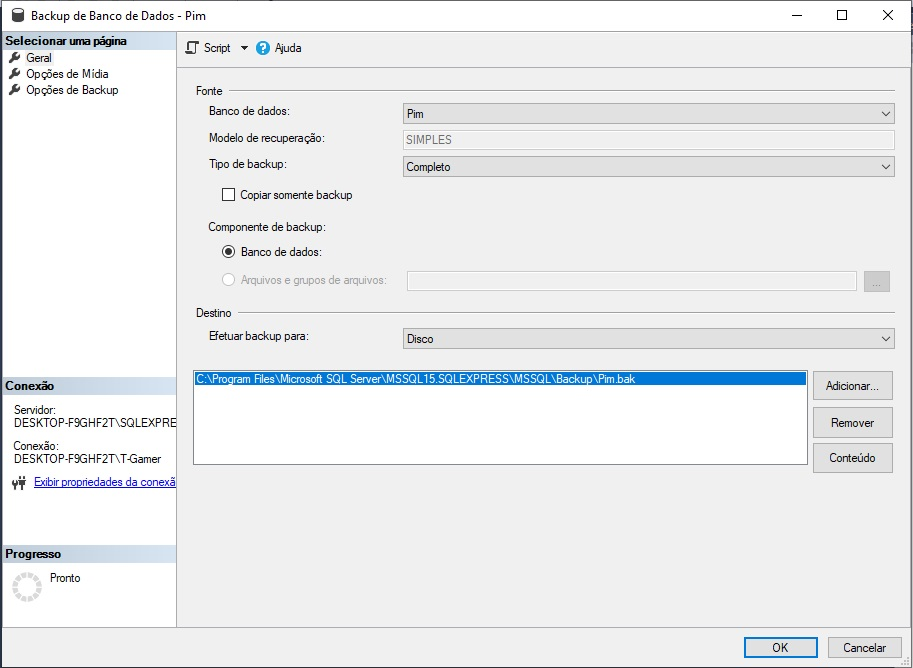 Backup de Banco de Dados - Pim
Selecionar uma página
Geral
Opções de Mídia
Opções de Backup
Script
Ajuda
Fonte
Banco de dados:
Pim
Modelo de recuperação:
SIMPLES
Tipo de backup:
Completo
Copiar somente backup
Componente de backup:
Banco de dados:
Arquivos e grupos de arquivos:
...
Destino
Efetuar backup para:
Disco
C:\Program Files\Microsoft SQL Server\MSSQL15.SQLEXPRESS\MSSQL\Backup\Pim.bak
Adicionar...
Remover
Conteúdo
Conexão
Servidor:
DESKTOP-F9GHF2T\SQLEXPRE
Conexão:
DESKTOP-F9GHF2T\T-Gamer
Exibir propriedades da conexã
Progresso
Pronto
OK
Cancelar